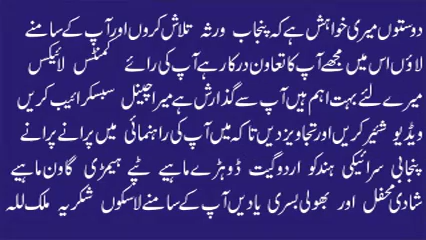 دوستوں میری خواہش ہے کہ پنجاب ورثہ تلاش کروں اور آپ کے سامنے
لاؤں اس میں مجھے آپ کا تعاون درکار ہے آپ کی رائے کمنٹس لائیکس
میرے لئے بہت اہم ہیں آپ سے گذارش ہے میرا چینل سبسکرائیب کریں
ویڈیو شئیر کریں اور تجاویز دیں تاکہ میں آپ کی راہنمائی میں پرانے پرانے
پنجابی سرائیکی ہندکو اردو گیت ڈوہڑے ماہیے ٹپے ہیمڑی گاون ماہیے
شادی محفل اور بھولی بسری یادیں آپ کے سامنے لاسکوں شکریہ ملک للہ